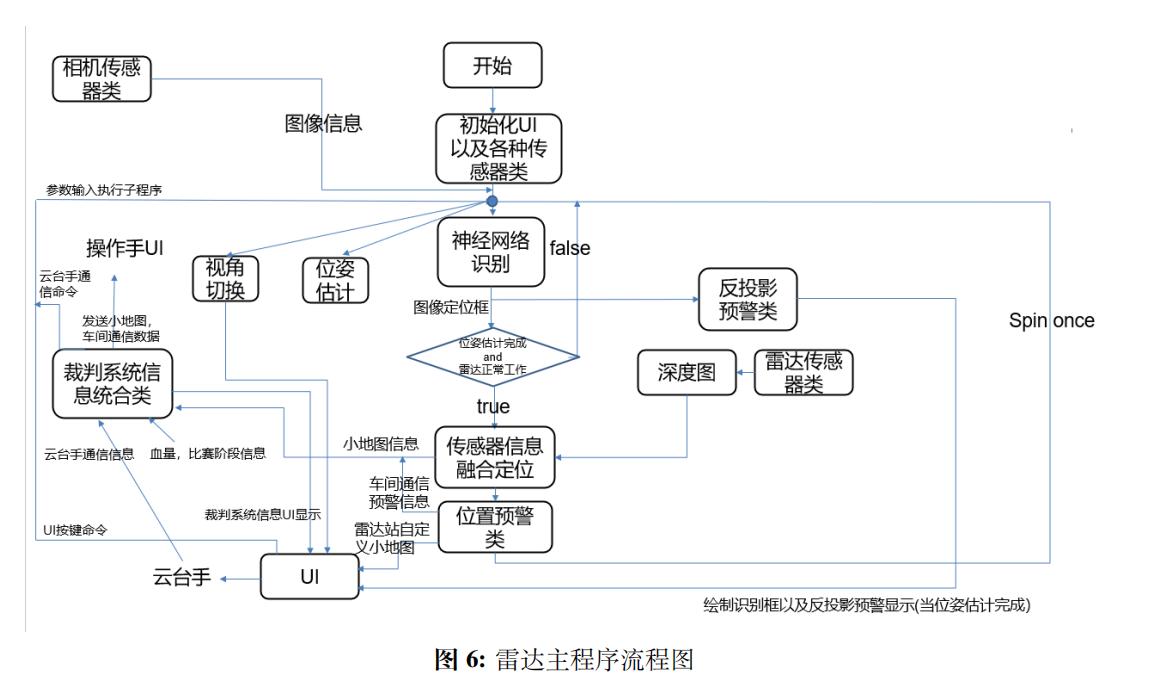 相机传感
器类
开始
图像信息
初始化UI
以及各种传
感器类
参数输入执行子程序
操作手UI
神经网络
识别
false
云台手通
信命令
视角
切换
位姿
估计
反投影
预警类
图像定位框
发送小地图，
车间通信数据
Spin once
位姿估计完成
and
雷达正常工作
裁判系统信
息统合类
深度图
雷达传感
器类
true
小地图信息
传感器信息
融合定位
云台手通信信息
血量，比赛阶段信息
车间通信
预警信息
裁判系统信息UI显示
位置预警
类
UI按键命令
雷达站自定
义小地图
云台手
UI
绘制识别框以及反投影预警显示(当位姿估计完成)
图 6: 雷达主程序流程图